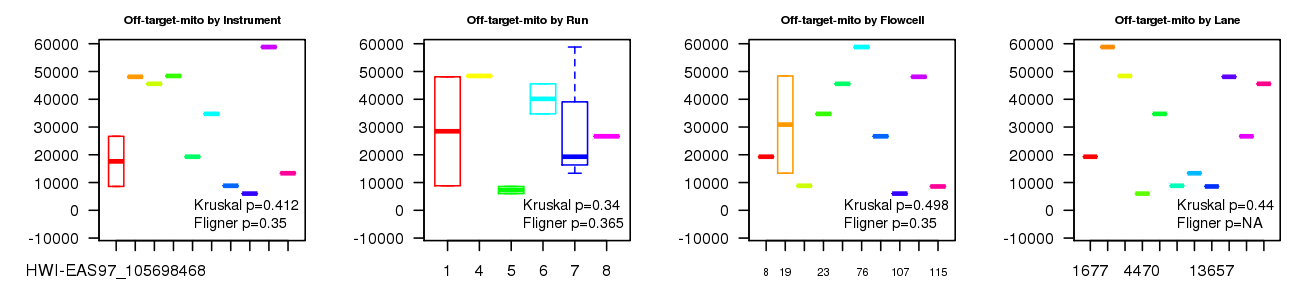 Off-target-mito by Instrument
60000
50000
40000
30000
20000
10000
0
-10000
Kruskal p=0.412
Fligner p=0.35
HWI-EAS97_105698468
Off-target-mito by Run
60000
50000
40000
30000
20000
10000
0
-10000
Kruskal p=0.34
Fligner p=0.365
1 4 5 6 7 8
Off-target-mito by Flowcell
60000
50000
40000
30000
20000
10000
0
-10000
Kruskal p=0.498
Fligner p=0.35
8 19 23 76 107 115
Off-target-mito by Lane
60000
50000
40000
30000
20000
10000
0
-10000
Kruskal p=0.44
Fligner p=NA
1677 4470 13657